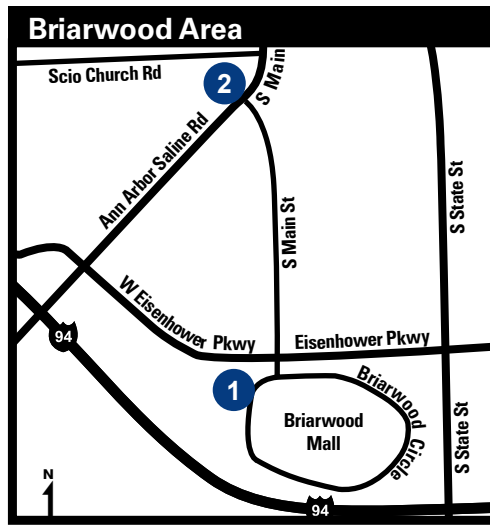 Briarwood Area
Scio Church Rd
2
S Main
Ann Arbor Saline Rd
S Main St
S State St
W Eisenhower Pkwy
Eisenhower Pkwy
94
1
Briarwood Circle
Briarwood
Mall
S State St
N
94